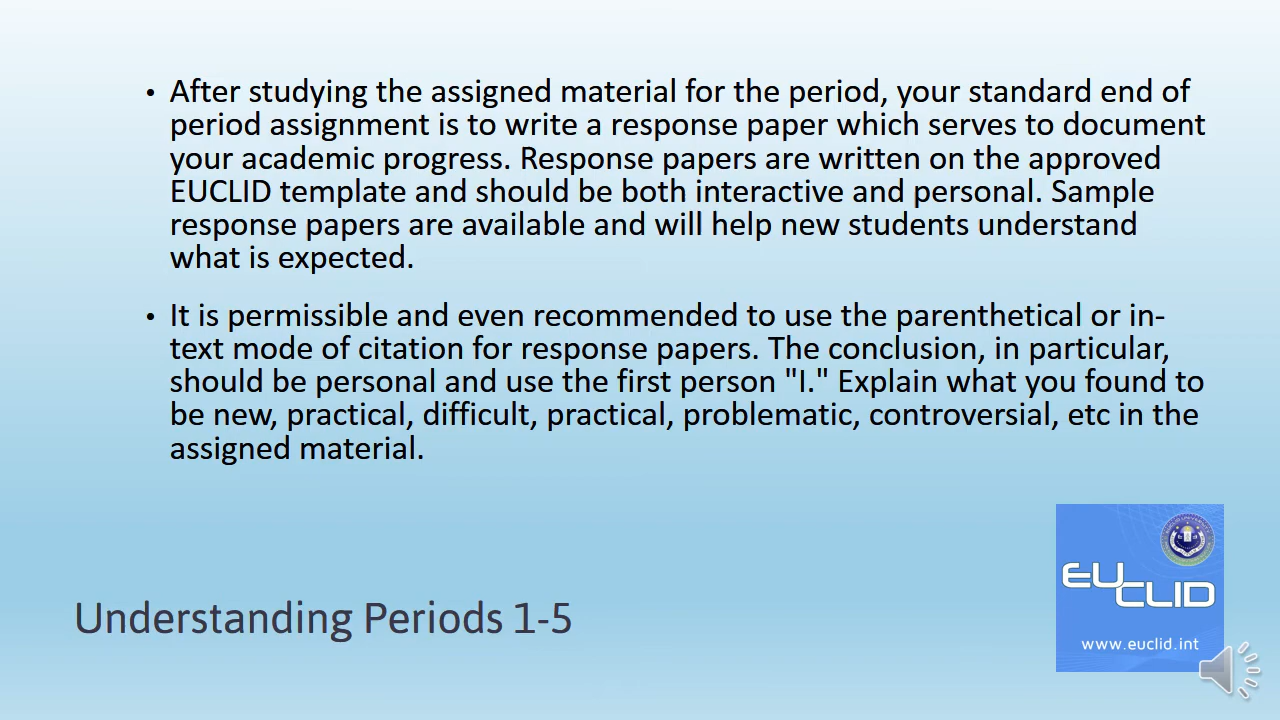 • After studying the assigned material for the period, your standard end of
period assignment is to write a response paper which serves to document
your academic progress. Response papers are written on the approved
EUCLID template and should be both interactive and personal. Sample
response papers are available and will help new students understand
what is expected.
• It is permissible and even recommended to use the parenthetical or in-
text mode of citation for response papers. The conclusion, in particular,
should be personal and use the first person "I." Explain what you found to
be new, practical, difficult, practical, problematic, controversial, etc in the
assigned material.
Understanding Periods 1-5
EUCLID
www.euclid.int